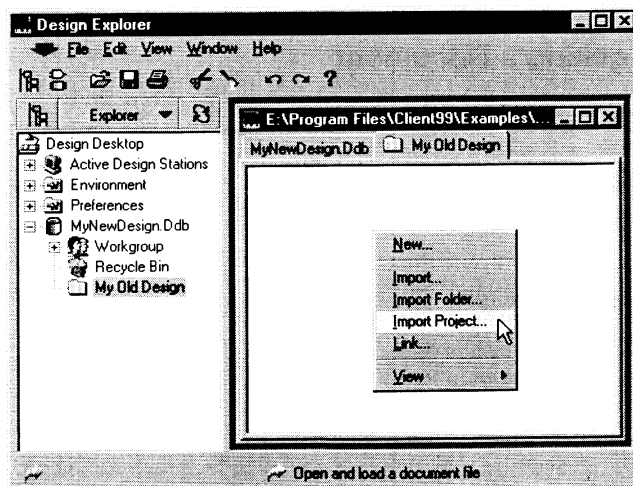 Design Explorer
File Edit View Window Help
Explorer
Design Desktop
Active Design Stations
Environment
Preferences
MyNewDesign.Ddb
Workgroup
Recycle Bin
My Old Design
E:\Program Files\Client99\Examples\...
MyNewDesign.Ddb My Old Design
New...
Import...
Import Folder...
Import Project...
Link...
View
Open and load a document file